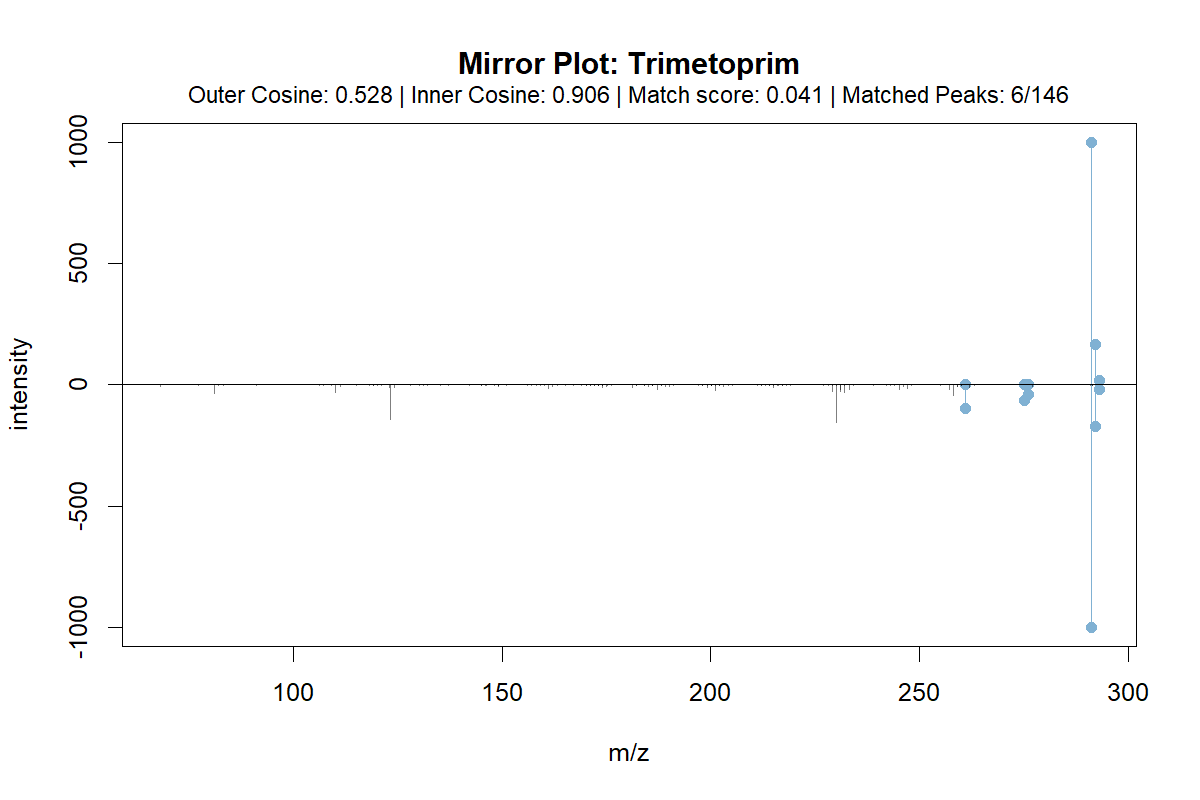 Mirror Plot: Trimetoprim
Outer Cosine: 0.528 | Inner Cosine: 0.906 | Match score: 0.041 | Matched Peaks: 6/146
1000
500
0
-500
-1000
intensity
100 150 200 250 300
m/z